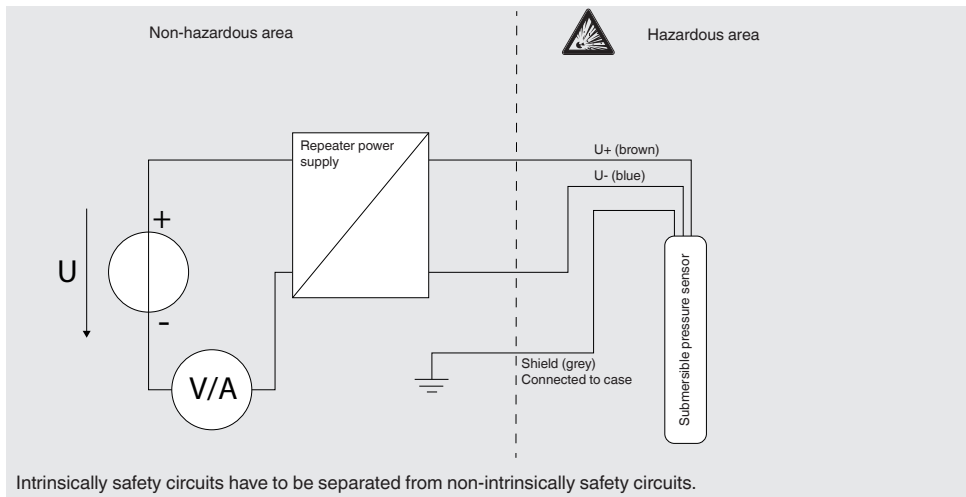 Non-hazardous area
Hazardous area
Repeater power
supply
U+ (brown)
U- (blue)
+
U
-
V/A
Shield (grey)
Connected to case
Submersible pressure sensor
Intrinsically safety circuits have to be separated from non-intrinsically safety circuits.